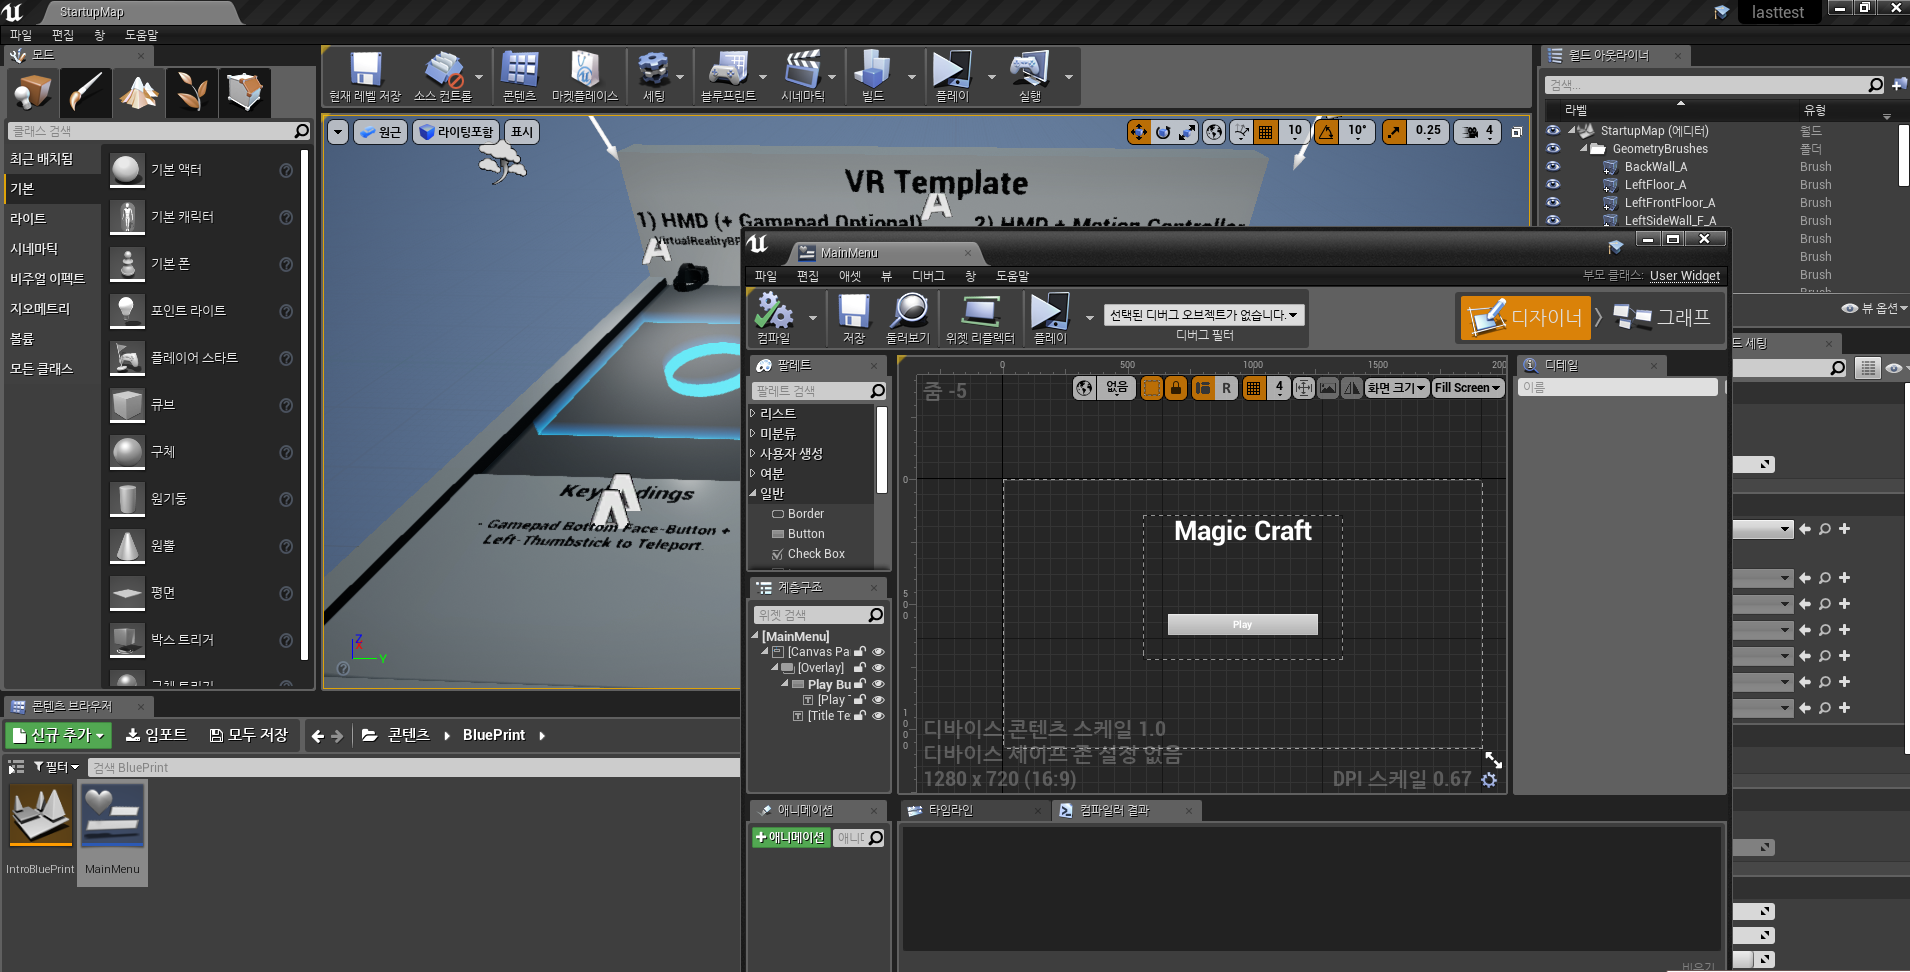 StartupMap
lasttest
파일 편집 창 도움말
모드
클래스 검색
최근 배치됨
기본
라이트
시네마틱
비주얼 이펙트
지오메트리
볼륨
모든 클래스
기본 액터
기본 캐릭터
기본 폰
포인트 라이트
플레이어 스타트
큐브
구체
원기둥
원뿔
평면
박스 트리거
구체 트리거
현재 레벨 저장
소스 컨트롤
콘텐츠
마켓플레이스
세팅
블루프린트
시네마틱
빌드
플레이
실행
원근
라이팅포함
표시
10
10°
0.25
4
VR Template
1) HMD (+ Gamepad Optional)
2) HMD + Motion Controller
- Gamepad Bottom Face-Button +
Left-Thumbstick to Teleport.
Z
Y
월드 아웃라이너
검색...
라벨
유형
StartupMap (에디터) 월드
GeometryBrushes 폴더
BackWall_A Brush
LeftFloor_A Brush
LeftFrontFloor_A Brush
LeftSideWall_F_A Brush
Brush
Brush
Brush
뷰 옵션
세팅
MainMenu
파일 편집 애셋 뷰 디버그 창 도움말
부모 클래스: User Widget
컴파일
저장
둘러보기
위젯 리플렉터
플레이
선택된 디버그 오브젝트가 없습니다.
디버그 필터
디자이너
그래프
팔레트
팔레트 검색
리스트
미분류
사용자 생성
여분
일반
Border
Button
Check Box
계층구조
위젯 검색
[MainMenu]
[Canvas Pa
[Overlay]
Play Bu
[Play
[Title Te
0 500 1000 1500 200
줌 -5
없음
R
4
화면 크기
Fill Screen
0
500
1000
Magic Craft
Play
디바이스 콘텐츠 스케일 1.0
디바이스 세이프 존 설정 없음
1280 x 720 (16:9)
DPI 스케일 0.67
디테일
이름
애니메이션
+애니메이션
타임라인
컴파일러 결과
비우기
콘텐츠 브라우저
신규 추가
임포트
모두 저장
콘텐츠
BluePrint
필터
검색 BluePrint
IntroBluePrint
MainMenu